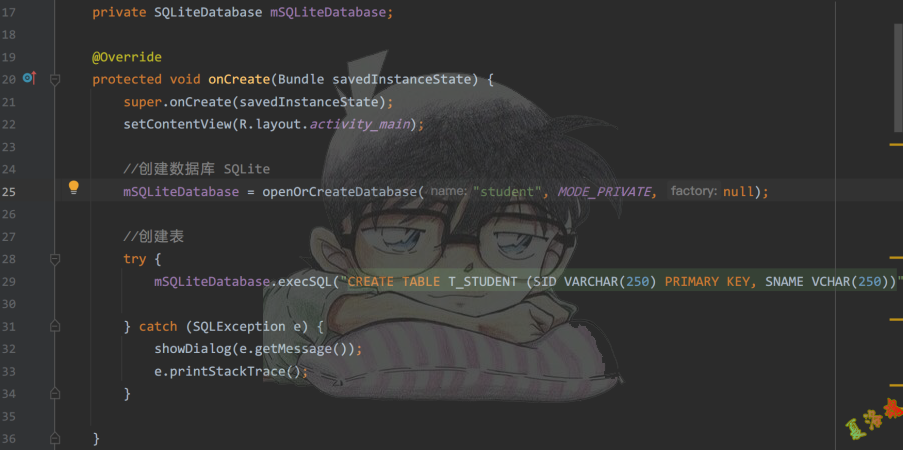 17 private SQLiteDatabase mSQLiteDatabase;
18
19 @Override
20 protected void onCreate(Bundle savedInstanceState) {
21 super.onCreate(savedInstanceState);
22 setContentView(R.layout.activity_main);
23
24 //创建数据库 SQLite
25 mSQLiteDatabase = openOrCreateDatabase( name: "student", MODE_PRIVATE, factory: null);
26
27 //创建表
28 try {
29 mSQLiteDatabase.execSQL("CREATE TABLE T_STUDENT (SID VARCHAR(250) PRIMARY KEY, SNAME VCHAR(250))"
30
31 } catch (SQLException e) {
32 showDialog(e.getMessage());
33 e.printStackTrace();
34 }
35
36 }